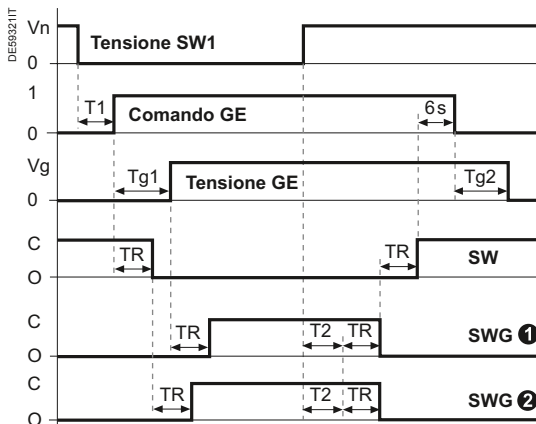 DE59321IT
Vn
Tensione SW1
0
1
T1
Comando GE
6s
0
Vg
Tg1
Tensione GE
Tg2
0
C
TR
TR
SW
O
C
TR
T2
TR
SWG 1
O
C
TR
T2
TR
SWG 2
O